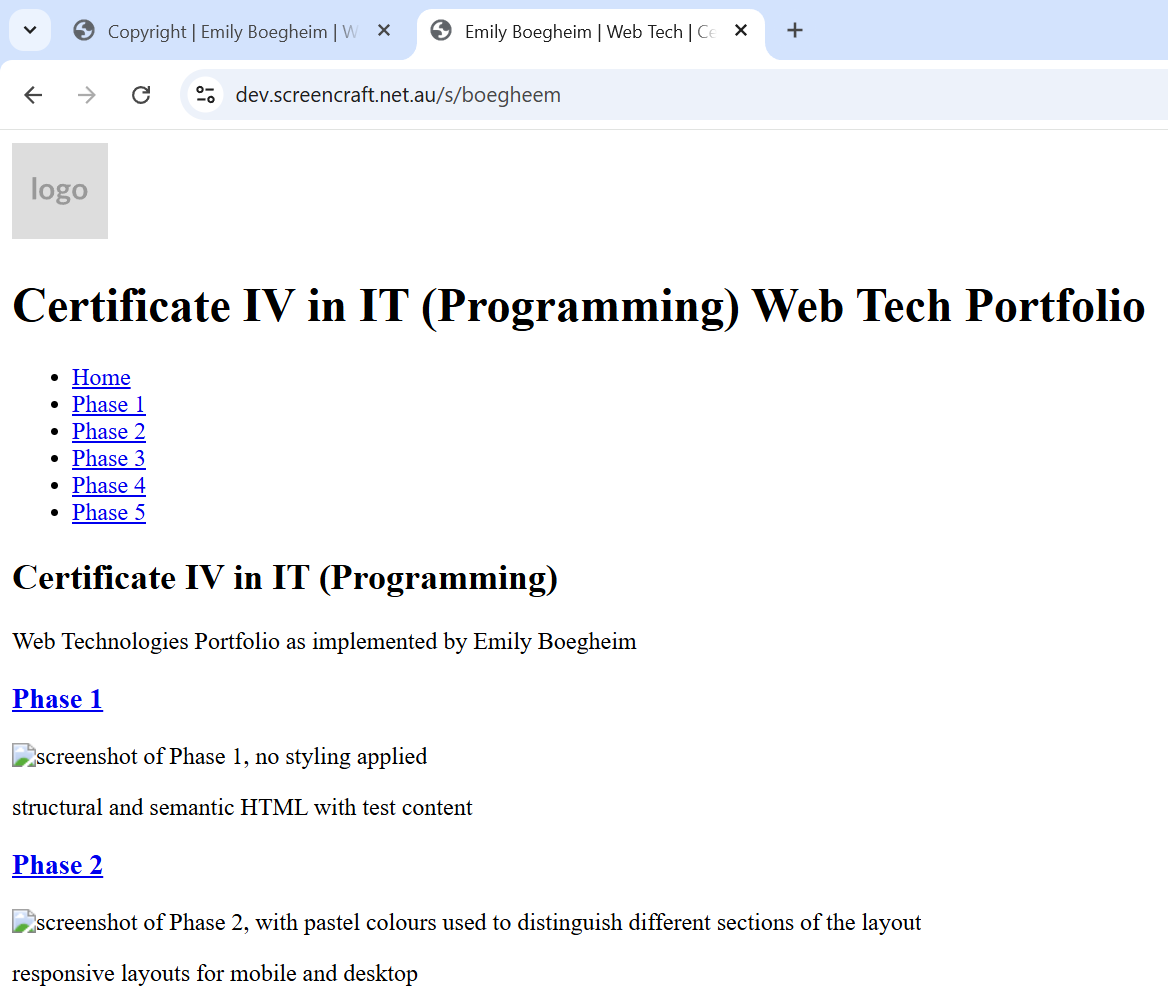 Copyright | Emily Boegheim | W
Emily Boegheim | Web Tech | Ce
dev.screencraft.net.au/s/boegheem
logo
Certificate IV in IT (Programming) Web Tech Portfolio
Home
Phase 1
Phase 2
Phase 3
Phase 4
Phase 5
Certificate IV in IT (Programming)
Web Technologies Portfolio as implemented by Emily Boegheim
Phase 1
screenshot of Phase 1, no styling applied
structural and semantic HTML with test content
Phase 2
screenshot of Phase 2, with pastel colours used to distinguish different sections of the layout
responsive layouts for mobile and desktop